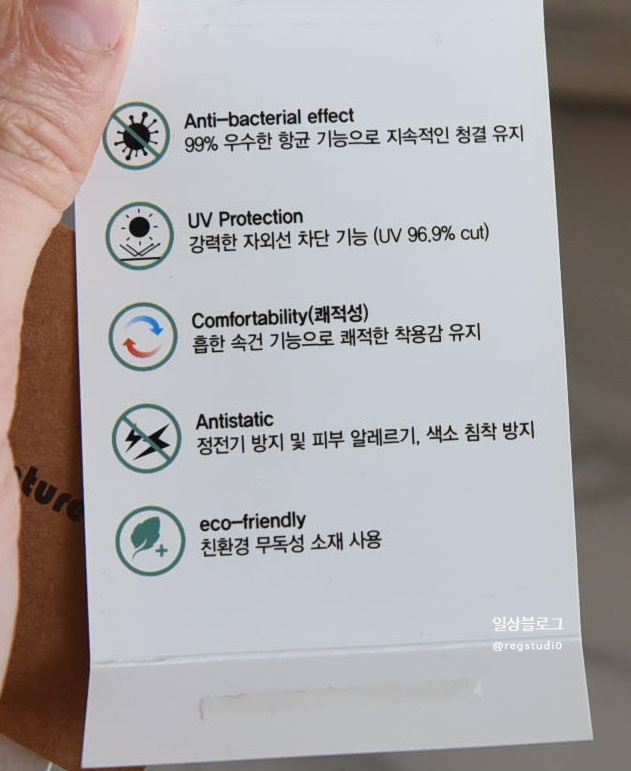 Anti-bacterial effect
99% 우수한 항균 기능으로 지속적인 청결 유지
UV Protection
강력한 자외선 차단 기능 (UV 96.9% cut)
Comfortability(쾌적성)
흡한 속건 기능으로 쾌적한 착용감 유지
Antistatic
정전기 방지 및 피부 알레르기, 색소 침착 방지
eco-friendly
친환경 무독성 소재 사용
ture
일상블로그
@regstudi0